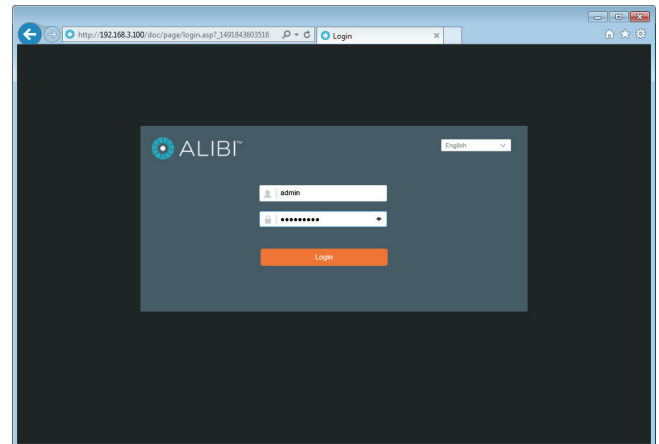 http://192.168.3.100/doc/page/login.asp?_1491843603516
Login
ALIBI™
English
admin
•••••••••
Login